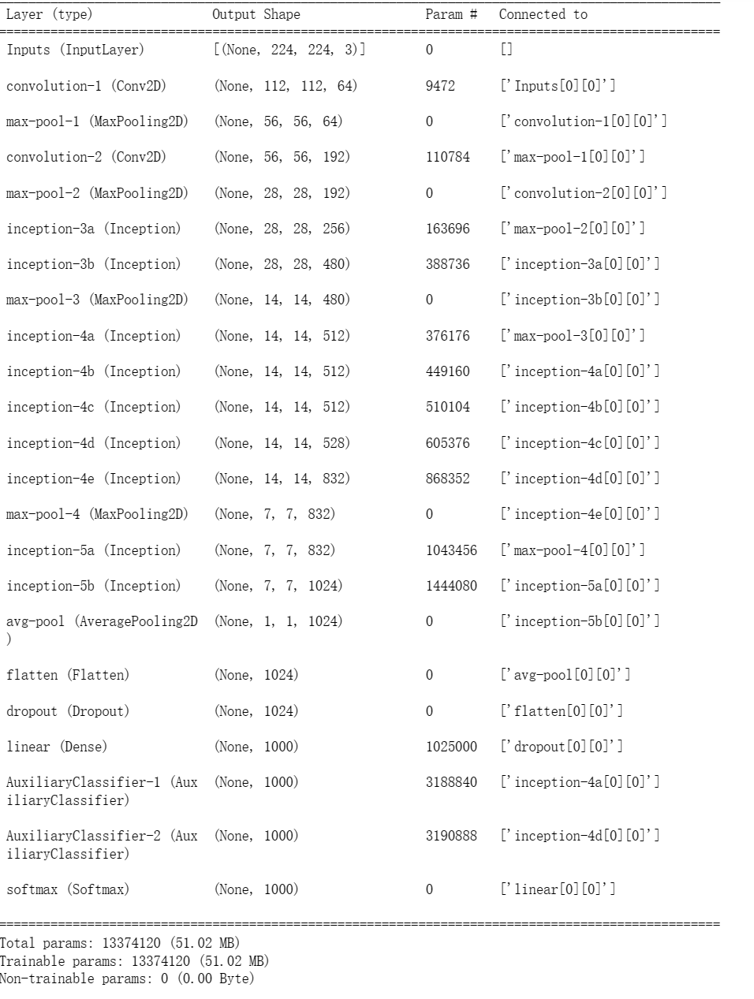 Layer (type) Output Shape Param # Connected to
==================================================================================================
Inputs (InputLayer) [(None, 224, 224, 3)] 0 []
convolution-1 (Conv2D) (None, 112, 112, 64) 9472 ['Inputs[0][0]']
max-pool-1 (MaxPooling2D) (None, 56, 56, 64) 0 ['convolution-1[0][0]']
convolution-2 (Conv2D) (None, 56, 56, 192) 110784 ['max-pool-1[0][0]']
max-pool-2 (MaxPooling2D) (None, 28, 28, 192) 0 ['convolution-2[0][0]']
inception-3a (Inception) (None, 28, 28, 256) 163696 ['max-pool-2[0][0]']
inception-3b (Inception) (None, 28, 28, 480) 388736 ['inception-3a[0][0]']
max-pool-3 (MaxPooling2D) (None, 14, 14, 480) 0 ['inception-3b[0][0]']
inception-4a (Inception) (None, 14, 14, 512) 376176 ['max-pool-3[0][0]']
inception-4b (Inception) (None, 14, 14, 512) 449160 ['inception-4a[0][0]']
inception-4c (Inception) (None, 14, 14, 512) 510104 ['inception-4b[0][0]']
inception-4d (Inception) (None, 14, 14, 528) 605376 ['inception-4c[0][0]']
inception-4e (Inception) (None, 14, 14, 832) 868352 ['inception-4d[0][0]']
max-pool-4 (MaxPooling2D) (None, 7, 7, 832) 0 ['inception-4e[0][0]']
inception-5a (Inception) (None, 7, 7, 832) 1043456 ['max-pool-4[0][0]']
inception-5b (Inception) (None, 7, 7, 1024) 1444080 ['inception-5a[0][0]']
avg-pool (AveragePooling2D (None, 1, 1, 1024) 0 ['inception-5b[0][0]']
)
flatten (Flatten) (None, 1024) 0 ['avg-pool[0][0]']
dropout (Dropout) (None, 1024) 0 ['flatten[0][0]']
linear (Dense) (None, 1000) 1025000 ['dropout[0][0]']
AuxiliaryClassifier-1 (Aux (None, 1000) 3188840 ['inception-4a[0][0]']
iliaryClassifier)
AuxiliaryClassifier-2 (Aux (None, 1000) 3190888 ['inception-4d[0][0]']
iliaryClassifier)
softmax (Softmax) (None, 1000) 0 ['linear[0][0]']
==================================================================================================
Total params: 13374120 (51.02 MB)
Trainable params: 13374120 (51.02 MB)
Non-trainable params: 0 (0.00 Byte)